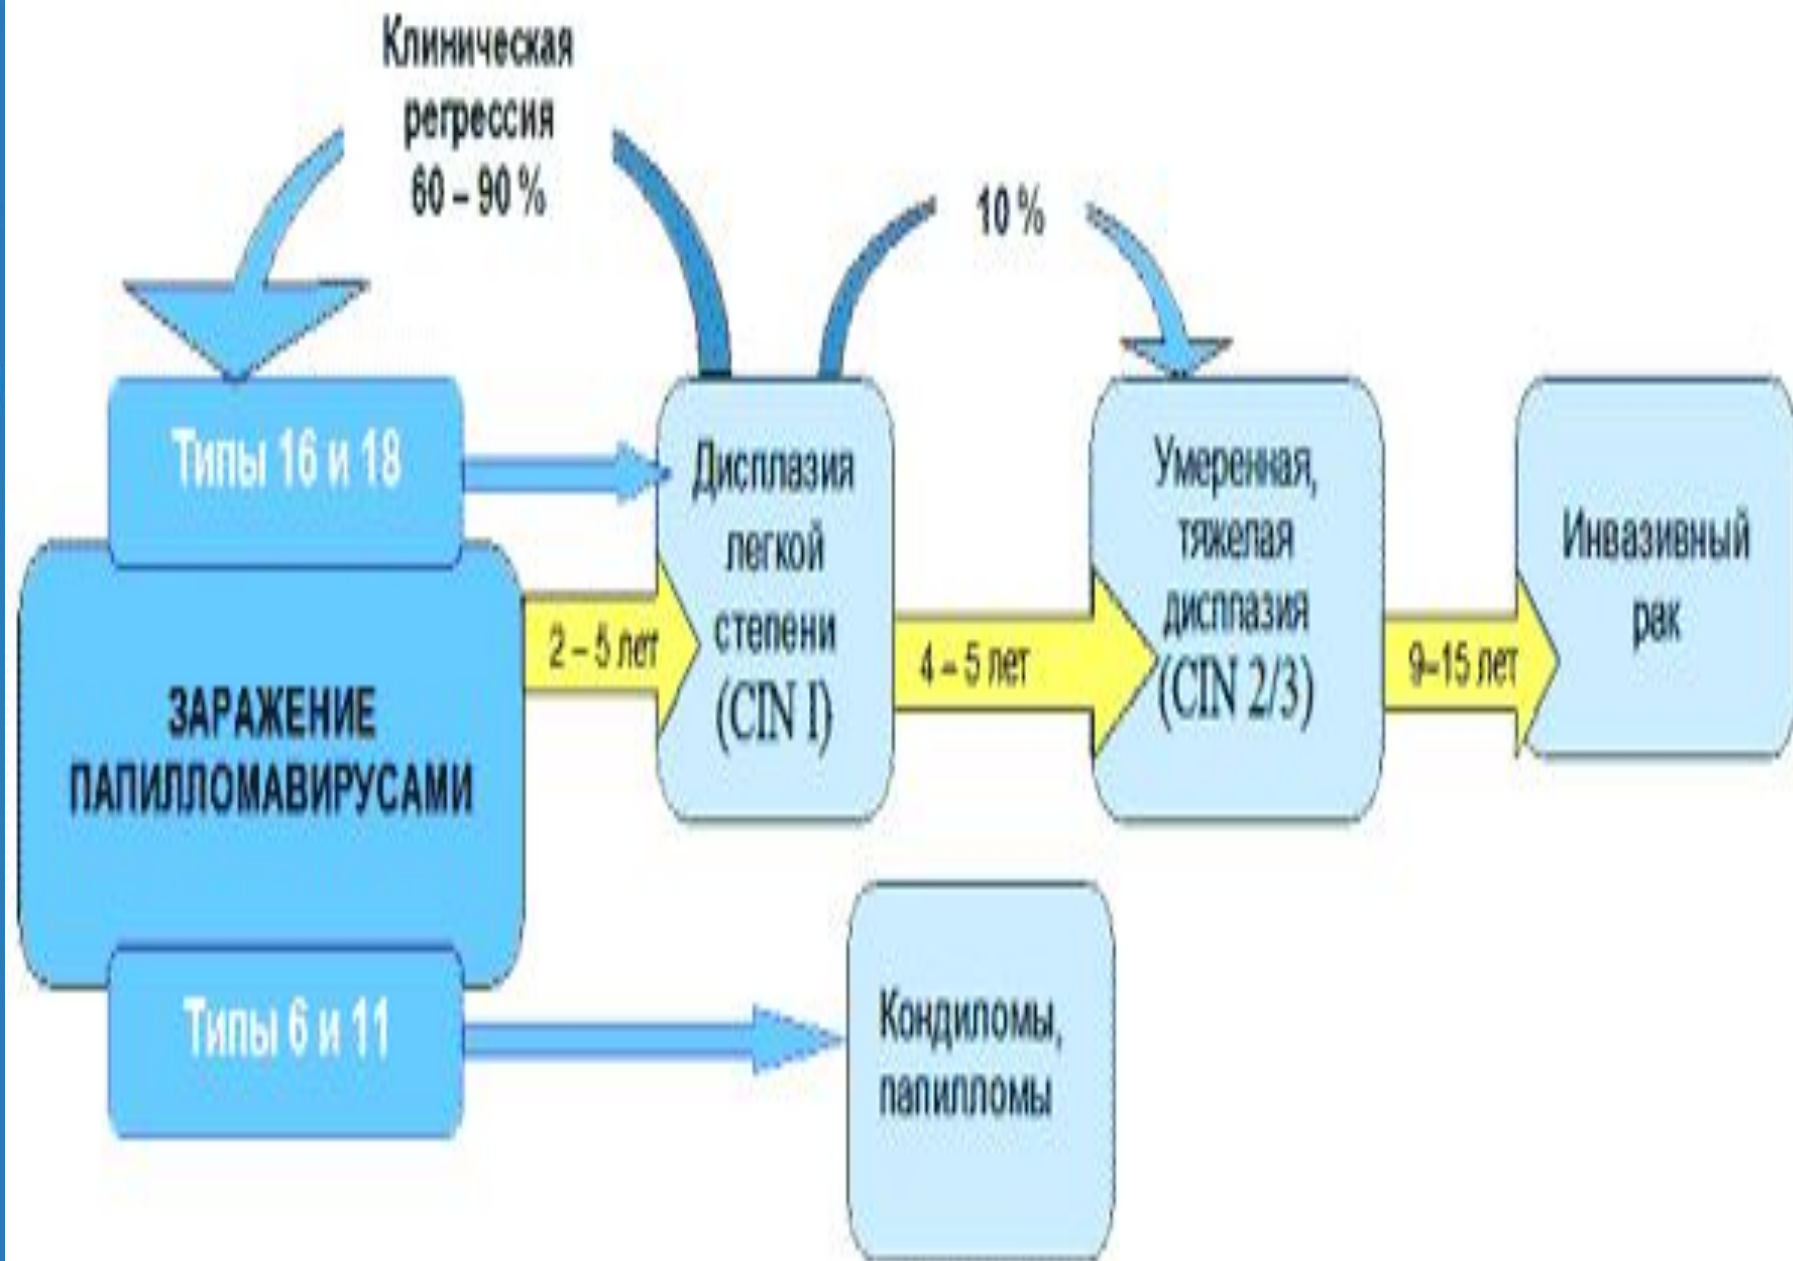 Клиническая
регрессия
60 – 90 %
10 %
Типы 16 и 18
ЗАРАЖЕНИЕ
ПАПИЛЛОМАВИРУСАМИ
Типы 6 и 11
2 – 5 лет
Дисплазия
легкой
степени
(CIN I)
4 – 5 лет
Умеренная,
тяжелая
дисплазия
(CIN 2/3)
9–15 лет
Инвазивный
рак
Кондиломы,
папилломы